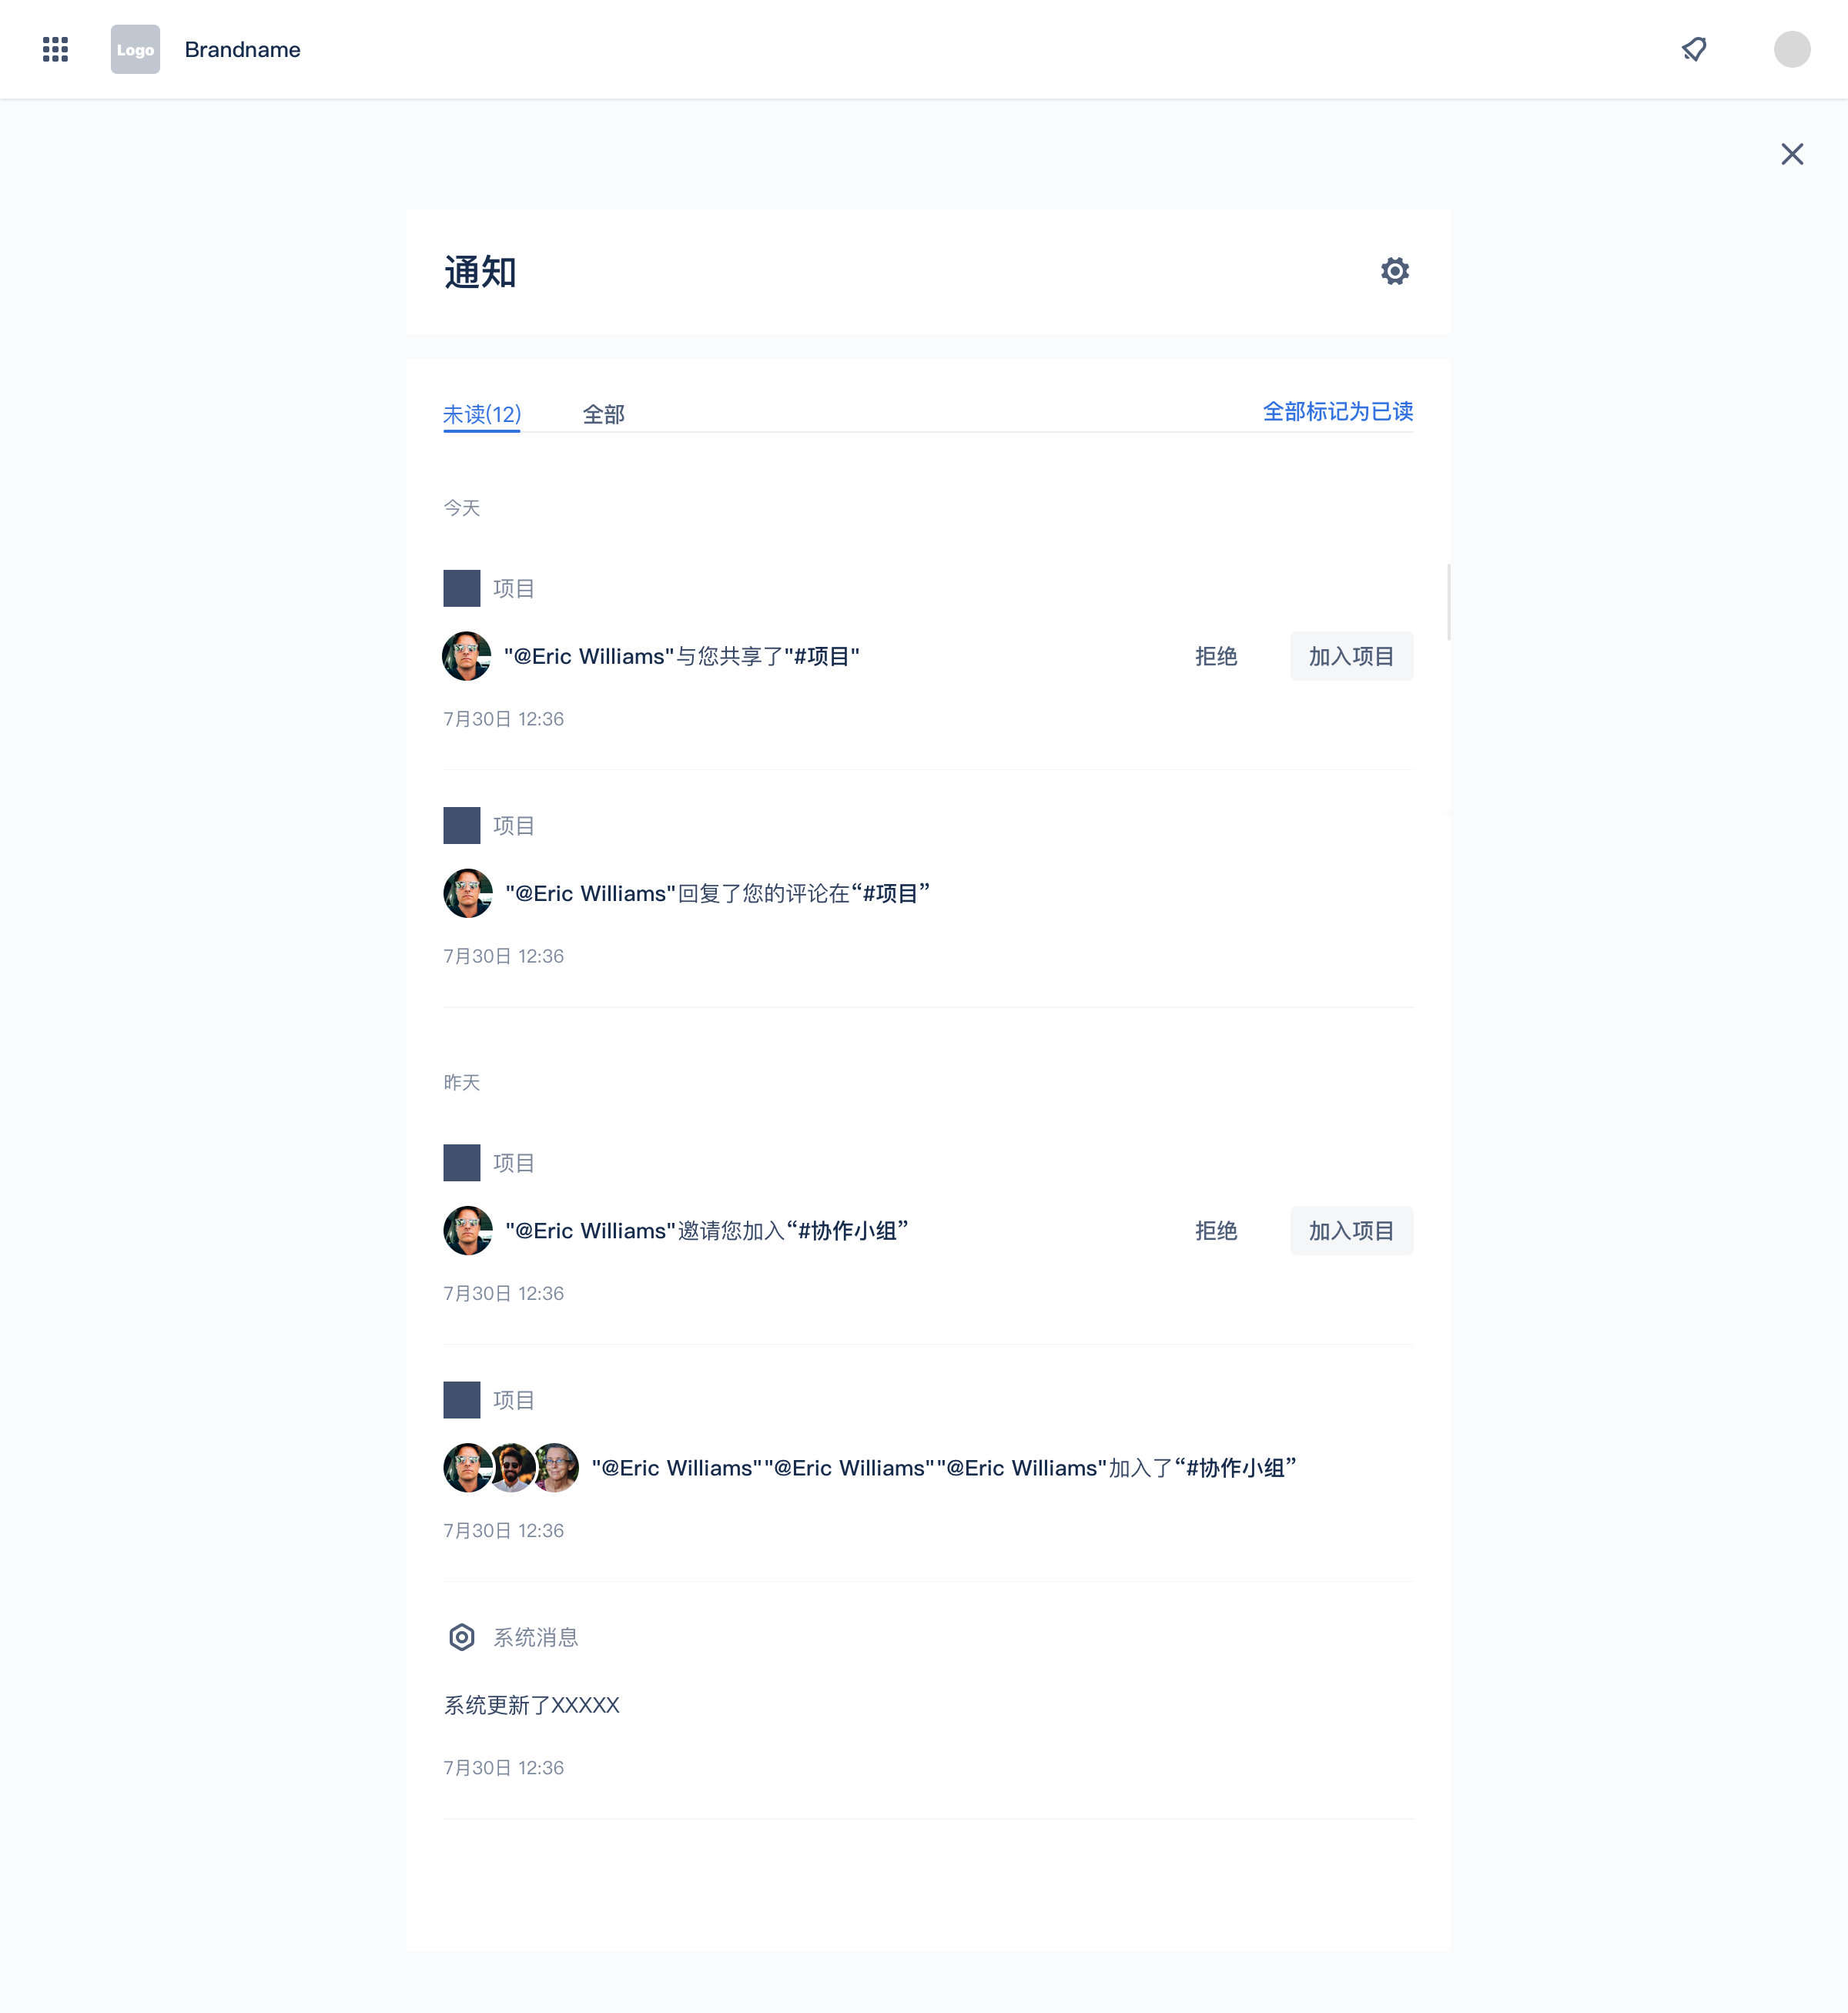 Logo
Brandname
通知
未读(12) 全部 全部标记为已读
今天
项目
"@Eric Williams"与您共享了"#项目" 拒绝 加入项目
7月30日 12:36
项目
"@Eric Williams"回复了您的评论在“#项目”
7月30日 12:36
昨天
项目
"@Eric Williams"邀请您加入“#协作小组” 拒绝 加入项目
7月30日 12:36
项目
"@Eric Williams""@Eric Williams""@Eric Williams"加入了“#协作小组”
7月30日 12:36
系统消息
系统更新了XXXXX
7月30日 12:36